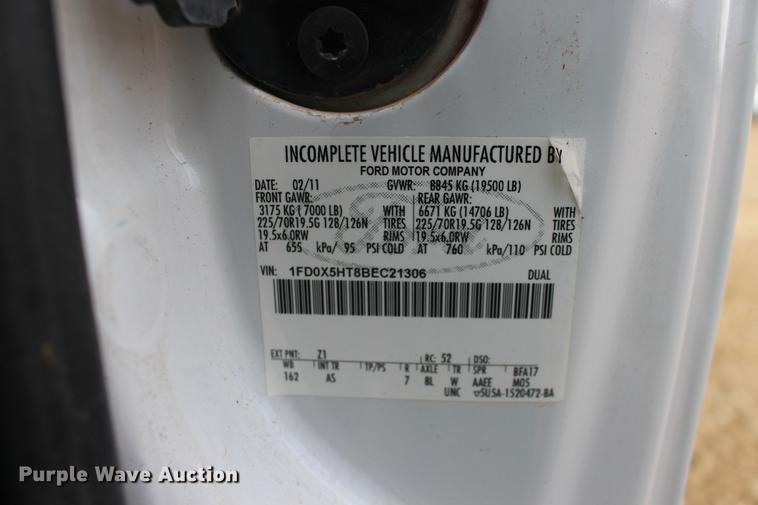 INCOMPLETE VEHICLE MANUFACTURED BY
FORD MOTOR COMPANY
DATE: 02/11 GVWR: 8845 KG (19500 LB)
FRONT GAWR: REAR GAWR:
3175 KG ( 7000 LB) WITH 6671 KG (14706 LB) WITH
225/70R19.5G 128/126N TIRES 225/70R19.5G 128/126N TIRES
19.5x6.0RW RIMS 19.5x6.0RW RIMS
AT 655 kPa/ 95 PSI COLD AT 760 kPa/110 PSI COLD
VIN: 1FD0X5HT8BEC21306 DUAL
EXT PNT: Z1 RC: 52 DSO:
WB INT TR TP/PS R AXLE TR SPR BFA17
162 AS 7 BL W AAEE M05
UNC 5U5A-1520472-BA
Purple Wave Auction